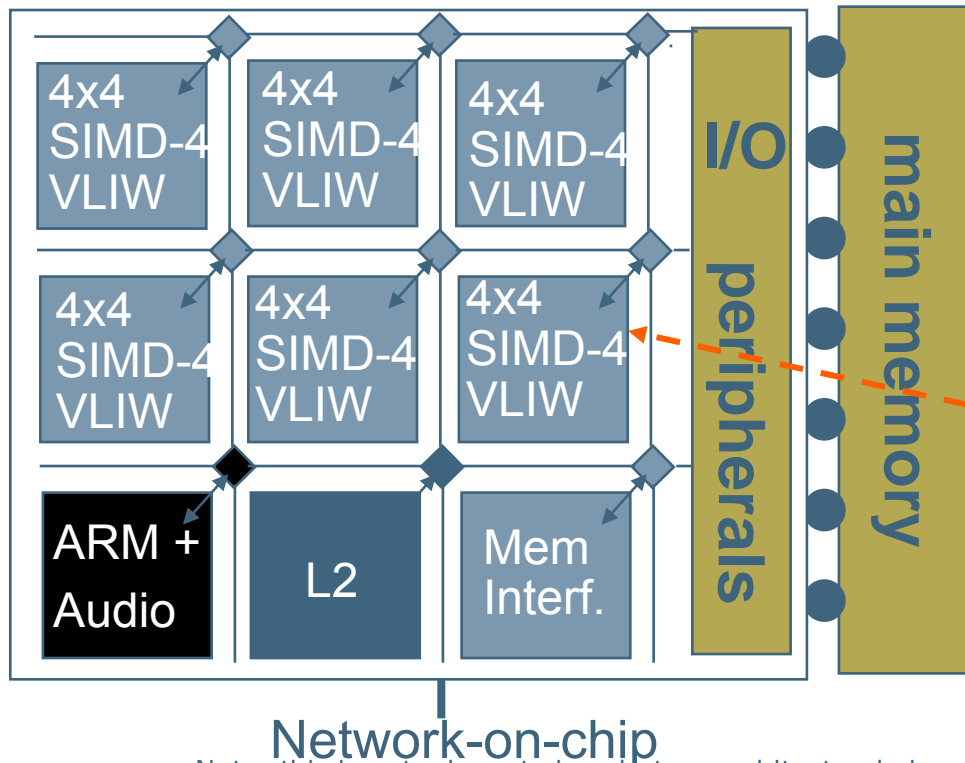 4x4
SIMD-4
VLIW
4x4
SIMD-4
VLIW
4x4
SIMD-4
VLIW
4x4
SIMD-4
VLIW
4x4
SIMD-4
VLIW
4x4
SIMD-4
VLIW
ARM +
Audio
L2
Mem
Interf.
I/O
peripherals
main memory
Network-on-chip